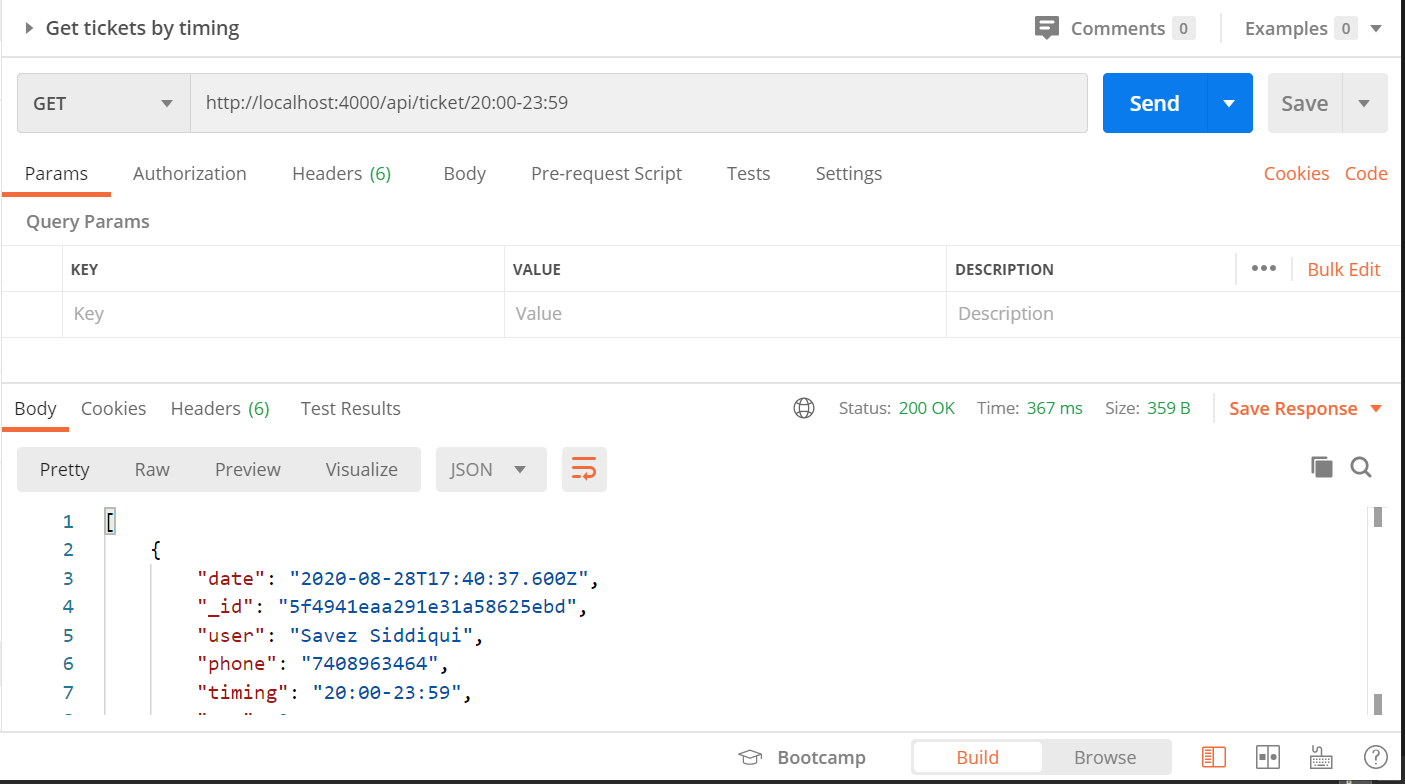 Get tickets by timing Comments 0 Examples 0
GET http://localhost:4000/api/ticket/20:00-23:59 Send Save
Params Authorization Headers (6) Body Pre-request Script Tests Settings Cookies Code
Query Params
KEY VALUE DESCRIPTION ••• Bulk Edit
Key Value Description
Body Cookies Headers (6) Test Results Status: 200 OK Time: 367 ms Size: 359 B Save Response
Pretty Raw Preview Visualize JSON
1 [
2 {
3 "date": "2020-08-28T17:40:37.600Z",
4 "_id": "5f4941eaa291e31a58625ebd",
5 "user": "Savez Siddiqui",
6 "phone": "7408963464",
7 "timing": "20:00-23:59",
Bootcamp Build Browse ?